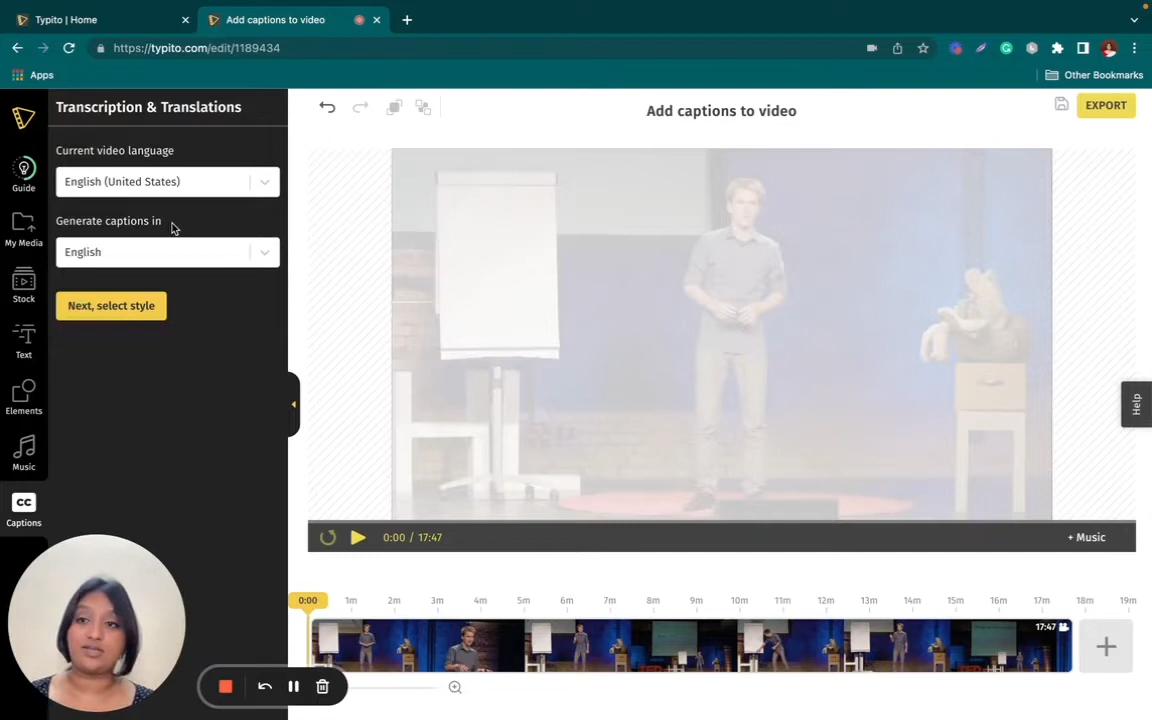 Typito | Home
Add captions to video
https://typito.com/edit/1189434
Apps
Other Bookmarks
Transcription & Translations
Add captions to video
EXPORT
Current video language
English (United States)
Generate captions in
English
Next, select style
Guide
My Media
Stock
Text
Elements
Music
CC
Captions
Help
0:00 / 17:47
+ Music
0:00 1m 2m 3m 4m 5m 6m 7m 8m 9m 10m 11m 12m 13m 14m 15m 16m 17m 18m 19m
17:47